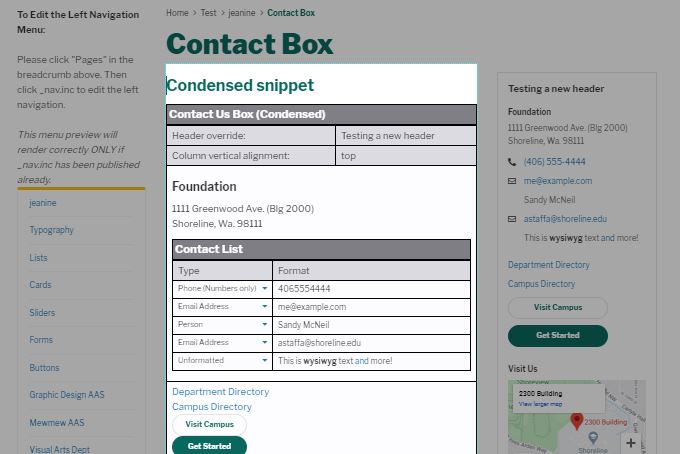 To Edit the Left Navigation
Menu:
Please click "Pages" in the
breadcrumb above. Then
click _nav.inc to edit the left
navigation.
This menu preview will
render correctly ONLY if
_nav.inc has been published
already.
jeanine
Typography
Lists
Cards
Sliders
Forms
Buttons
Graphic Design AAS
Mewmew AAS
Visual Arts Dept
Home > Test > jeanine > Contact Box
Contact Box
Condensed snippet
Contact Us Box (Condensed)
Header override: Testing a new header
Column vertical alignment: top
Foundation
1111 Greenwood Ave. (Blg 2000)
Shoreline, Wa. 98111
Contact List
Type Format
Phone (Numbers only) 4065554444
Email Address me@example.com
Person Sandy McNeil
Email Address astaffa@shoreline.edu
Unformatted This is wysiwyg text and more!
Department Directory
Campus Directory
Visit Campus
Get Started
Testing a new header
Foundation
1111 Greenwood Ave. (Blg 2000)
Shoreline, Wa. 98111
(406) 555-4444
me@example.com
Sandy McNeil
astaffa@shoreline.edu
This is wysiwyg text and more!
Department Directory
Campus Directory
Visit Campus
Get Started
Visit Us
2300 Building
View larger map
2300 Building
Shoreline
+